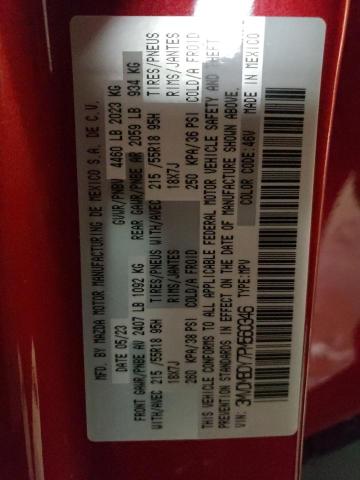 MFD. BY MAZDA MOTOR MANUFACTURING DE MEXICO S.A. DE C.V.
DATE 05/23 GVWR/PNBV 4460 LB 2023 KG
FRONT GAWR/PNBE AV 2407 LB 1092 KG REAR GAWR/PNBE AR 2059 LB 934 KG
WITH/AVEC 215 /55R18 95H TIRES/PNEUS WITH/AVEC 215 /55R18 95H TIRES/PNEUS
18X7J RIMS/JANTES 18X7J RIMS/JANTES
260 KPA/38 PSI COLD/A FROID 250 KPA/36 PSI COLD/A FROID
THIS VEHICLE CONFORMS TO ALL APPLICABLE FEDERAL MOTOR VEHICLE SAFETY AND THEFT
PREVENTION STANDARDS IN EFFECT ON THE DATE OF MANUFACTURE SHOWN ABOVE.
VIN: TYPE:MPV COLOR CODE:46V MADE IN MEXICO